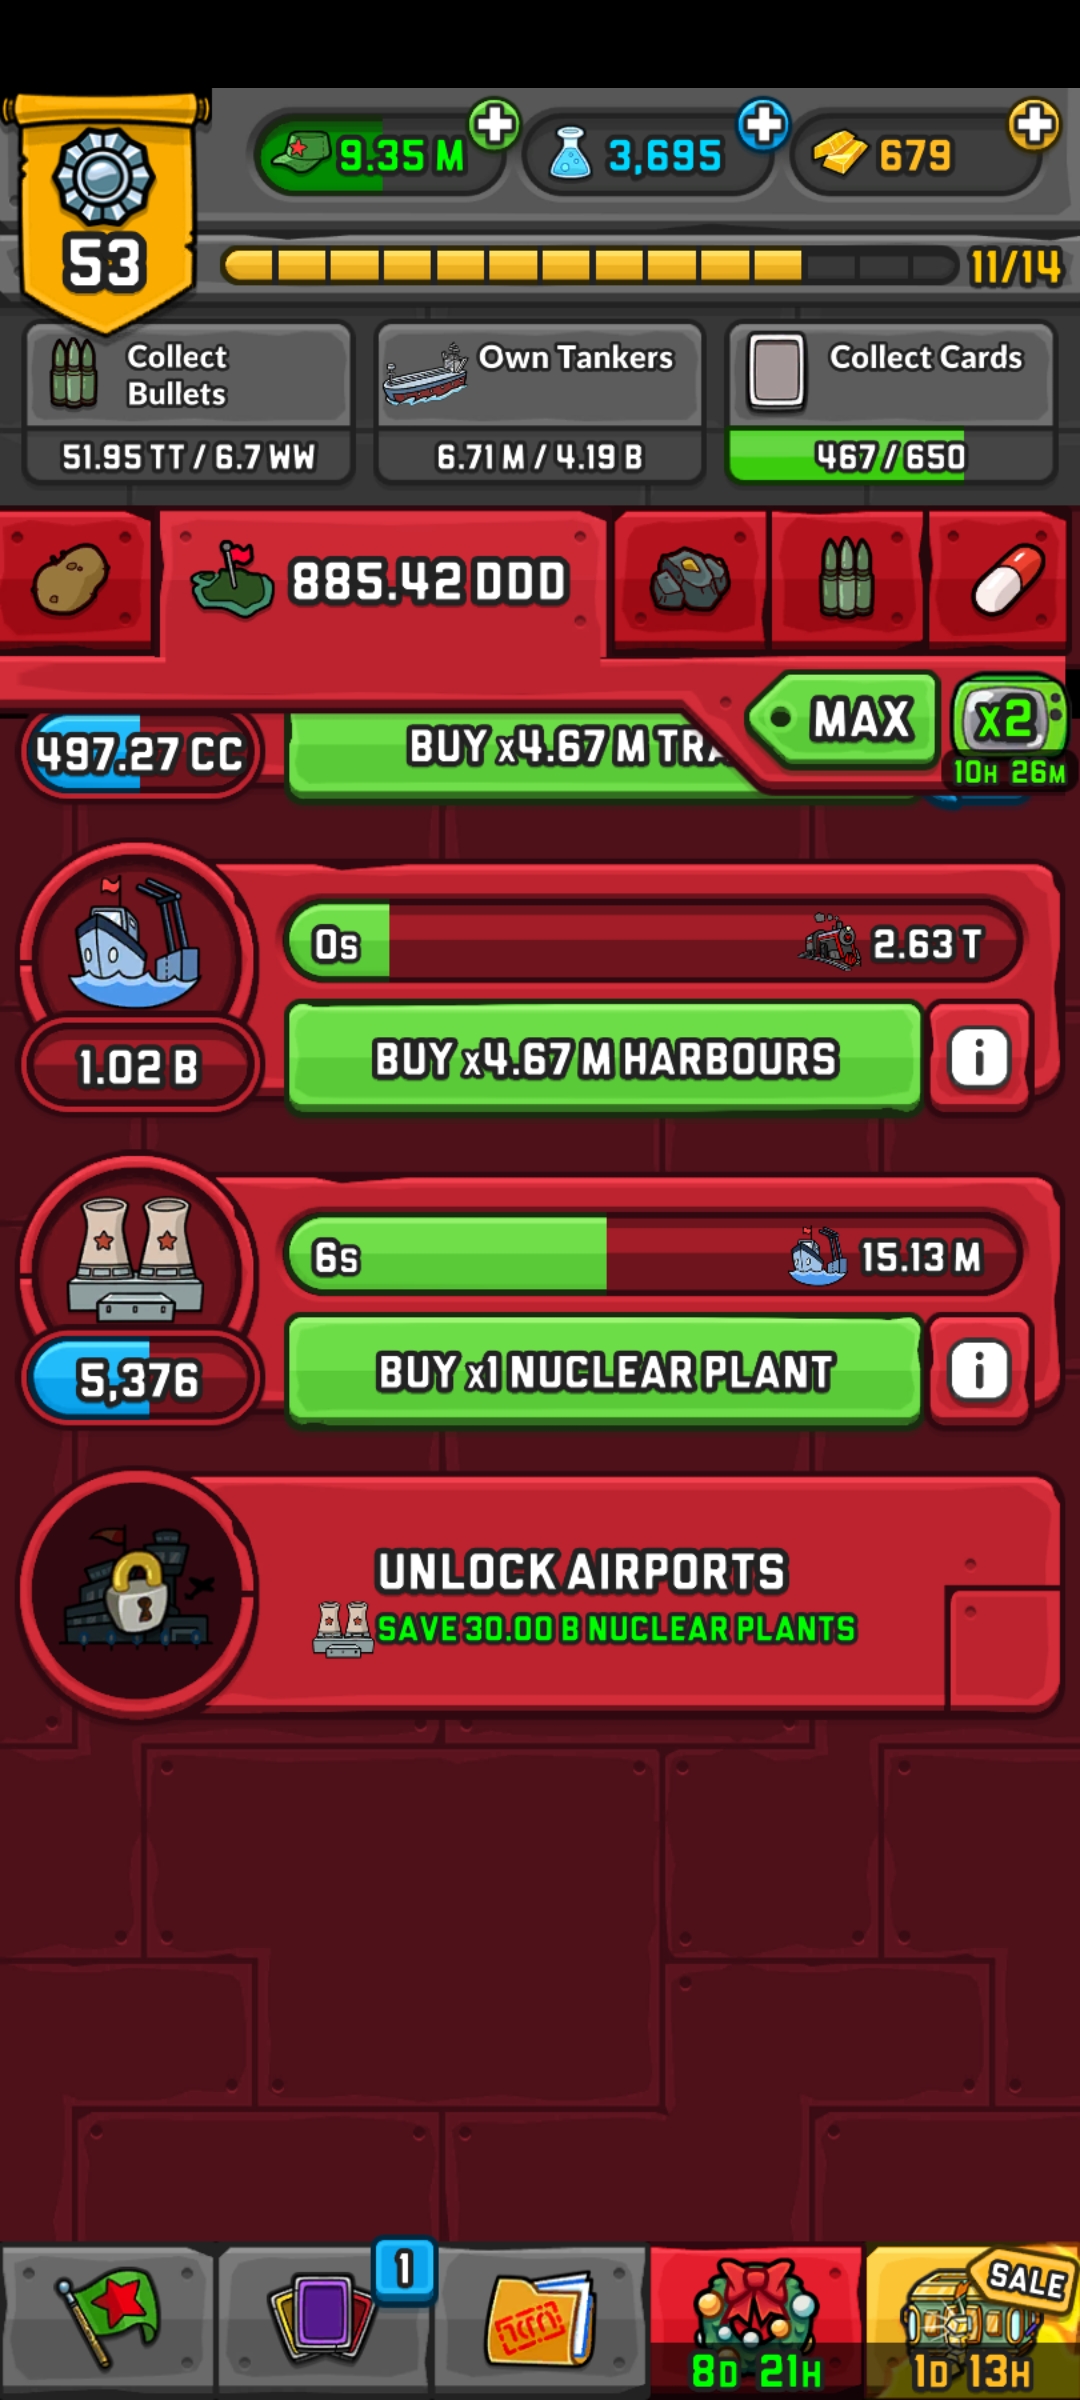 9.35 M
3,695
679
53
11/14
Collect
Bullets
Own Tankers
Collect Cards
51.95 TT / 6.7 WW
6.71 M / 4.19 B
467 / 650
885.42 DDD
MAX
x2
10H 26M
497.27 CC
BUY x4.67 M TRA
0s
2.63 T
1.02 B
BUY x4.67 M HARBOURS
i
6s
15.13 M
5,376
BUY x1 NUCLEAR PLANT
i
UNLOCK AIRPORTS
SAVE 30.00 B NUCLEAR PLANTS
1
SALE
8D 21H
1D 13H